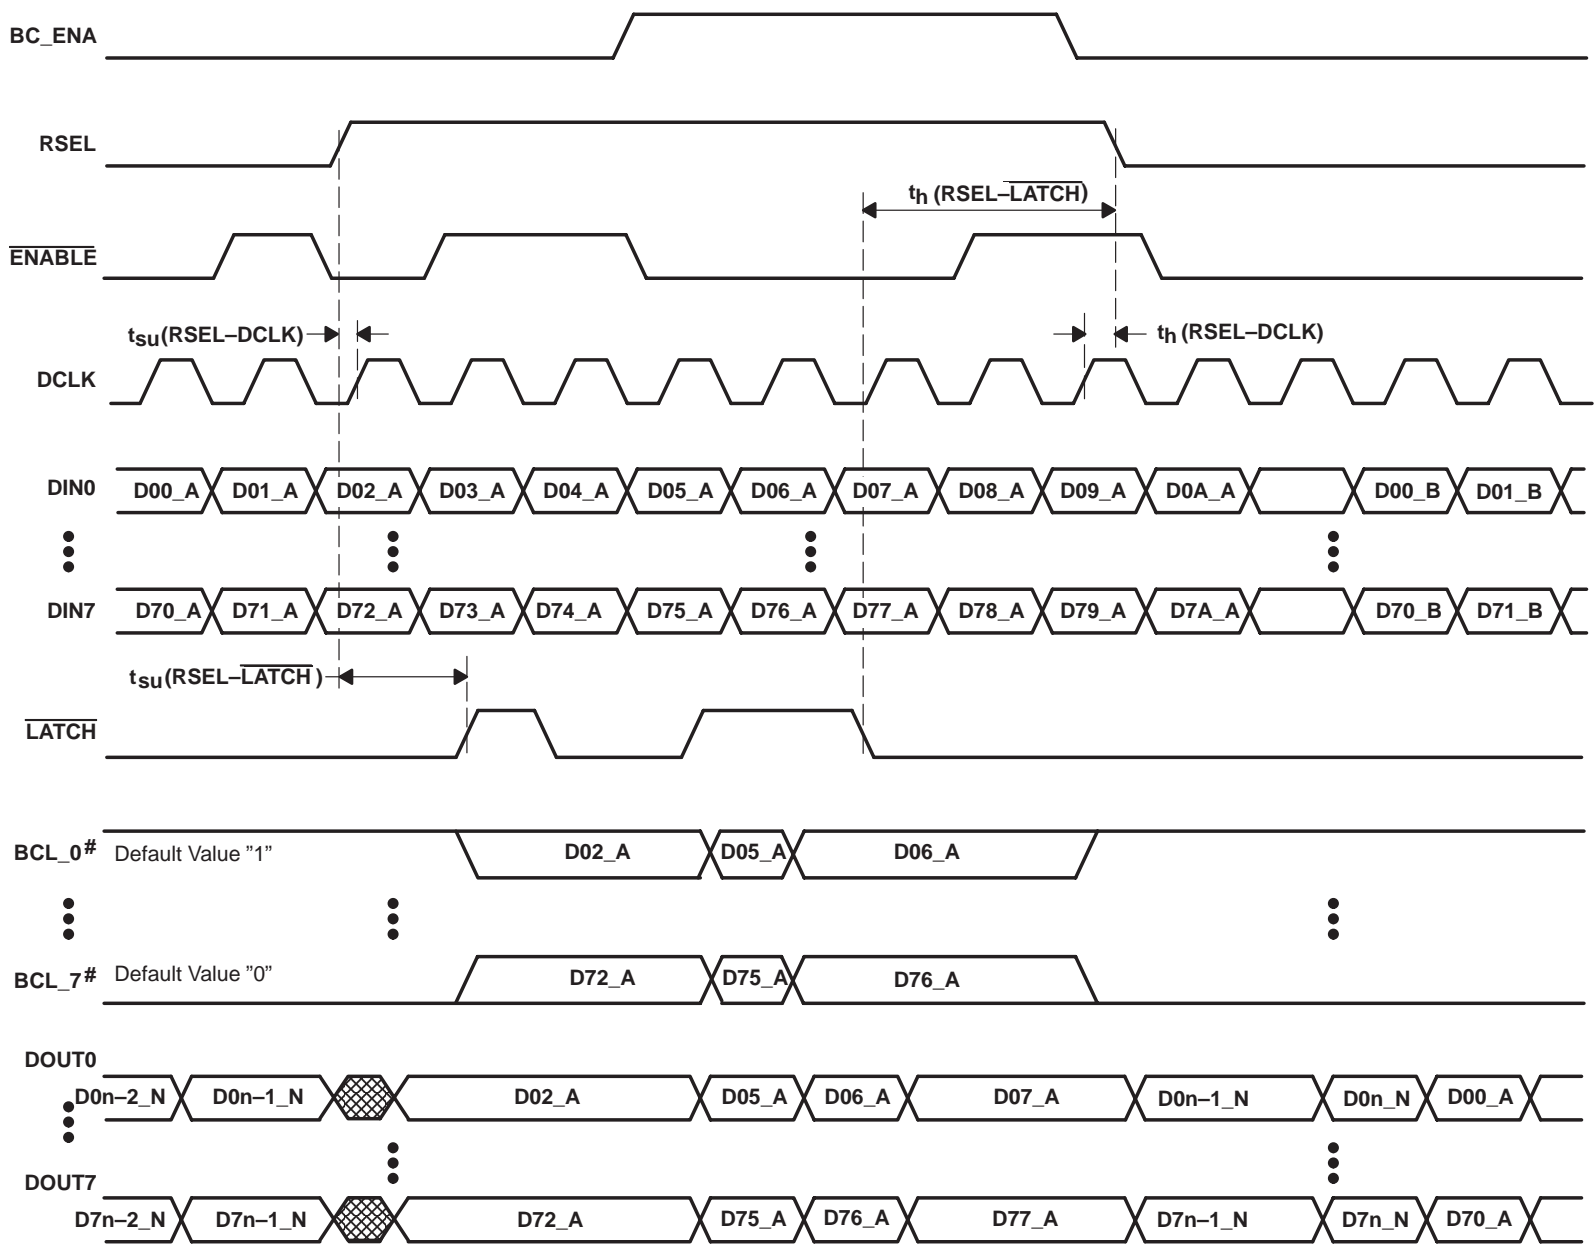 BC_ENA
RSEL
th (RSEL–LATCH)
ENABLE
tsu(RSEL–DCLK)
th (RSEL–DCLK)
DCLK
DIN0 D00_A D01_A D02_A D03_A D04_A D05_A D06_A D07_A D08_A D09_A D0A_A D00_B D01_B
DIN7 D70_A D71_A D72_A D73_A D74_A D75_A D76_A D77_A D78_A D79_A D7A_A D70_B D71_B
tsu(RSEL–LATCH )
LATCH
BCL_0# Default Value ”1” D02_A D05_A D06_A
BCL_7# Default Value ”0” D72_A D75_A D76_A
DOUT0
D0n–2_N D0n–1_N D02_A D05_A D06_A D07_A D0n–1_N D0n_N D00_A
DOUT7
D7n–2_N D7n–1_N D72_A D75_A D76_A D77_A D7n–1_N D7n_N D70_A